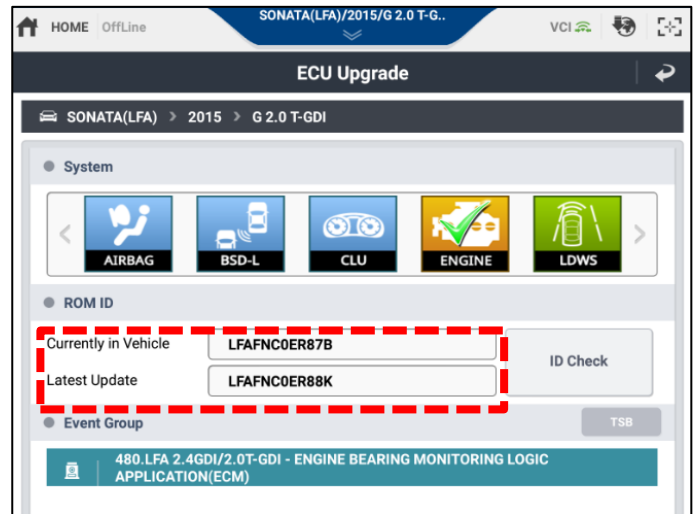 HOME OffLine SONATA(LFA)/2015/G 2.0 T-G.. VCI
ECU Upgrade
SONATA(LFA) > 2015 > G 2.0 T-GDI
System
AIRBAG BSD-L CLU ENGINE LDWS
ROM ID
Currently in Vehicle LFAFNC0ER87B
ID Check
Latest Update LFAFNC0ER88K
Event Group TSB
480.LFA 2.4GDI/2.0T-GDI - ENGINE BEARING MONITORING LOGIC
APPLICATION(ECM)